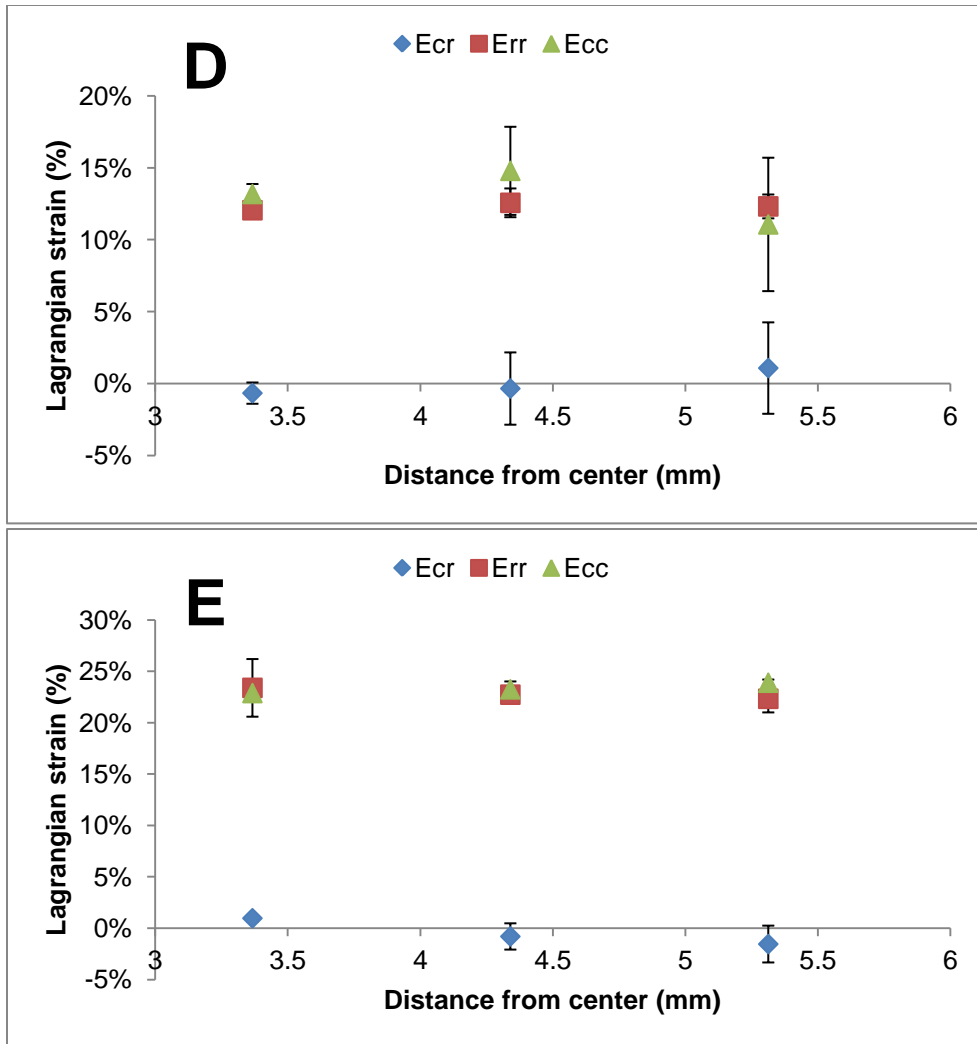 D
Ecr Err Ecc
20%
15%
10%
5%
0%
-5%
3 3.5 4 4.5 5 5.5 6
Lagrangian strain (%)
Distance from center (mm)
E
Ecr Err Ecc
30%
25%
20%
15%
10%
5%
0%
-5%
3 3.5 4 4.5 5 5.5 6
Lagrangian strain (%)
Distance from center (mm)